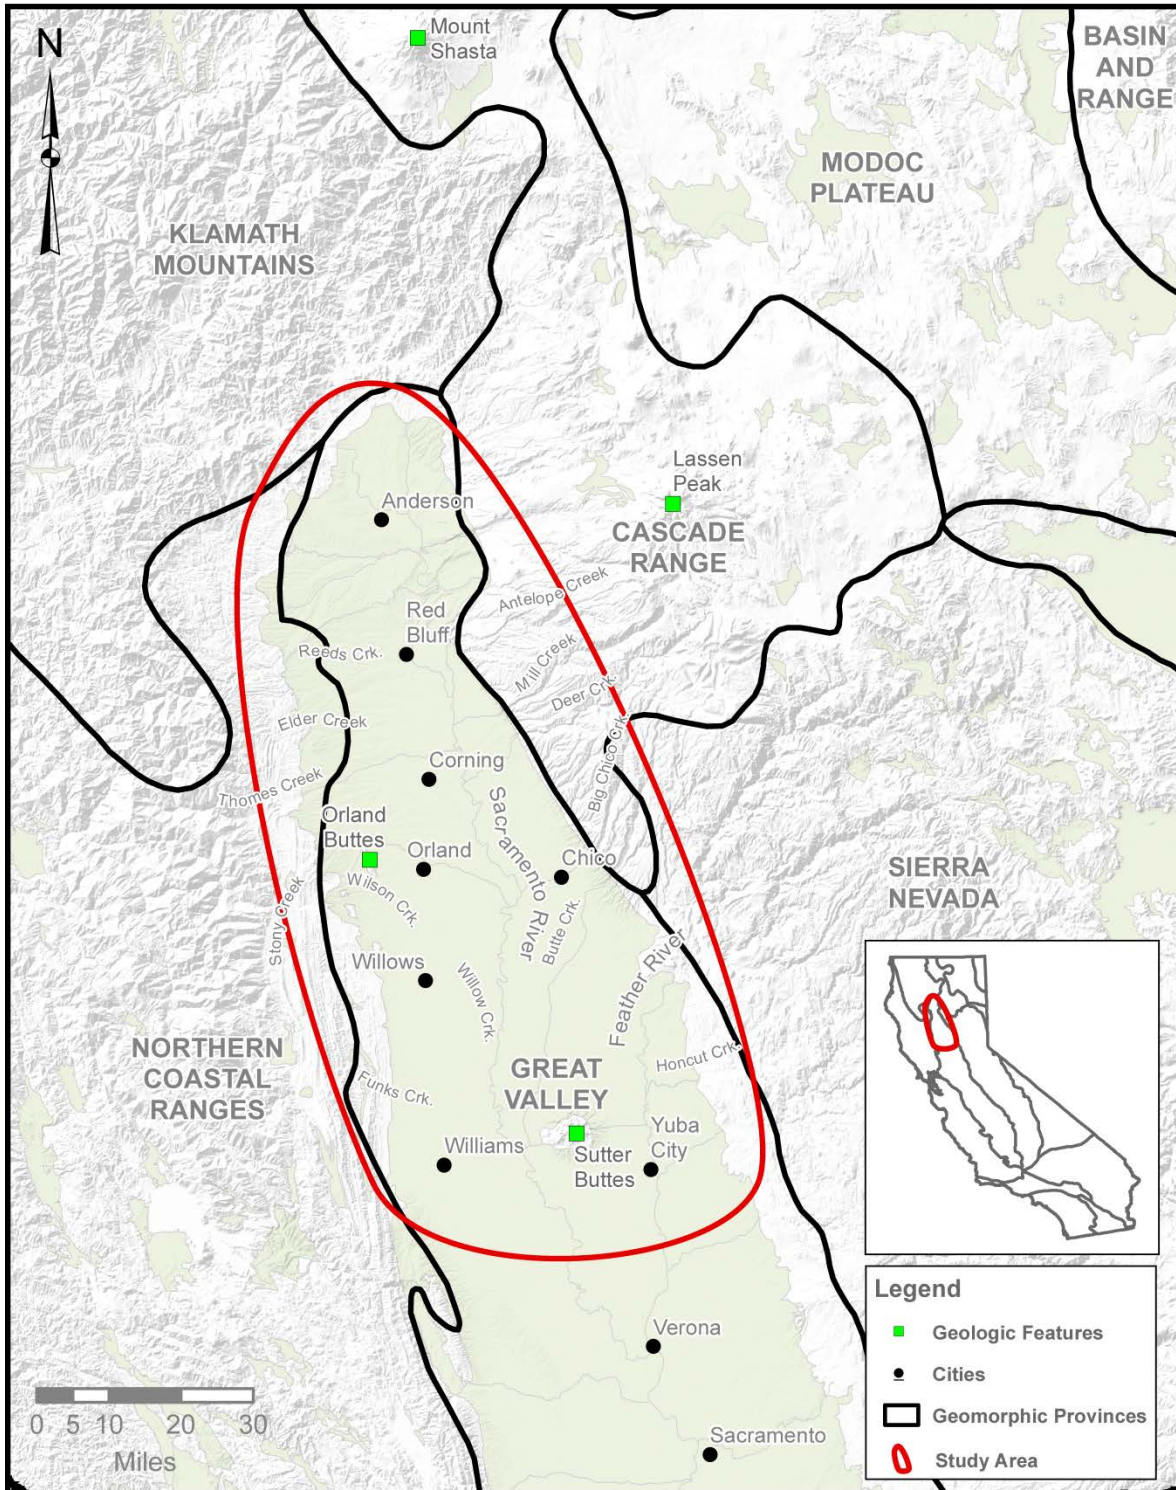 N
Mount
Shasta
BASIN
AND
RANGE
MODOC
PLATEAU
KLAMATH
MOUNTAINS
Lassen
Peak
Anderson
CASCADE
RANGE
Antelope Creek
Red
Bluff
Reeds Crk.
Mill Creek
Deer Crk.
Elder Creek
Big Chico Crk.
Corning
Thomes Creek
Sacramento River
Orland
Buttes
Orland
Chico
SIERRA
NEVADA
Wilson Crk.
Stony Creek
Butte Crk.
Willows
Willow Crk.
Feather River
NORTHERN
COASTAL
RANGES
Honcut Crk.
GREAT
VALLEY
Funks Crk.
Williams
Sutter
Buttes
Yuba
City
Verona
Sacramento
0 5 10 20 30
Miles
Legend
Geologic Features
Cities
Geomorphic Provinces
Study Area